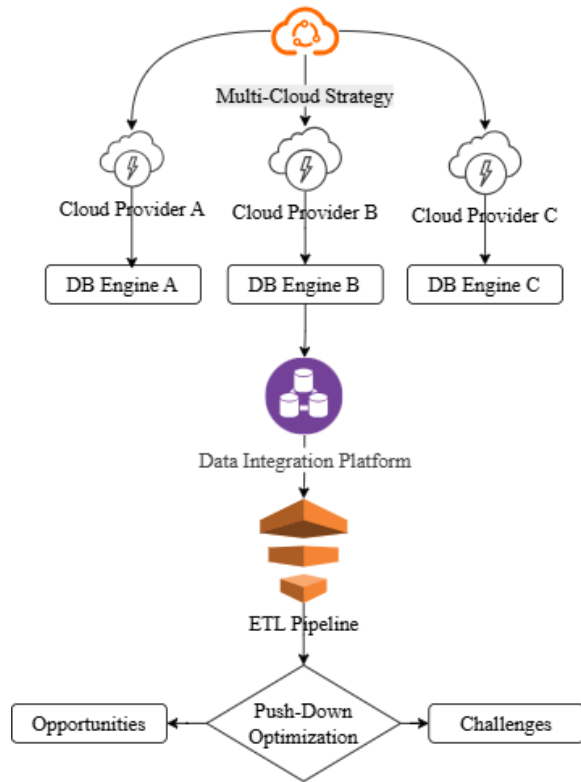 Multi-Cloud Strategy
Cloud Provider A
Cloud Provider B
Cloud Provider C
DB Engine A
DB Engine B
DB Engine C
Data Integration Platform
ETL Pipeline
Push-Down
Optimization
Opportunities
Challenges